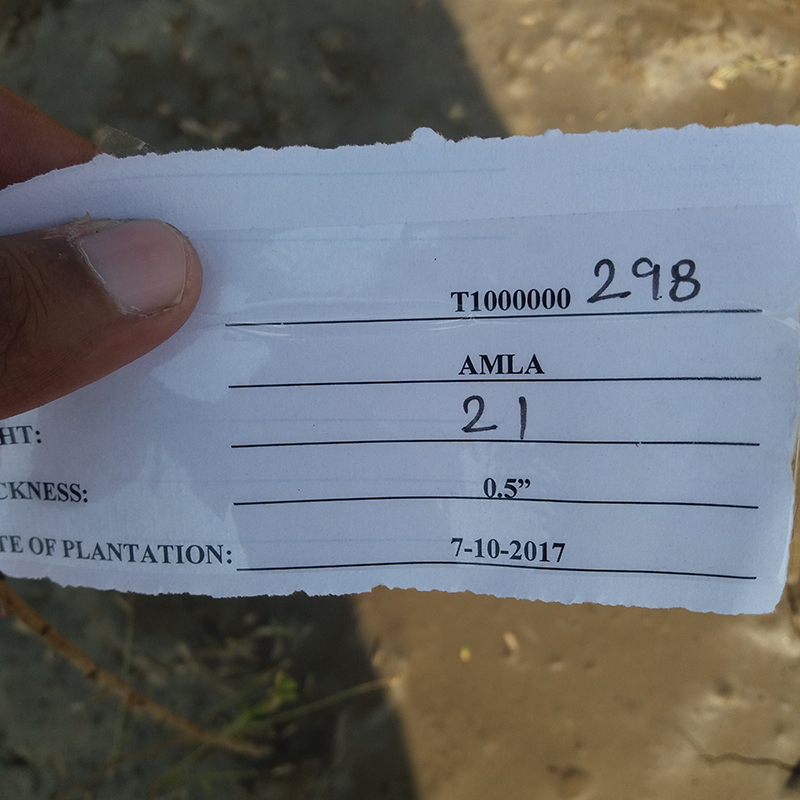 T1000000 298
AMLA
HT: 21
CKNESS: 0.5”
TE OF PLANTATION: 7-10-2017